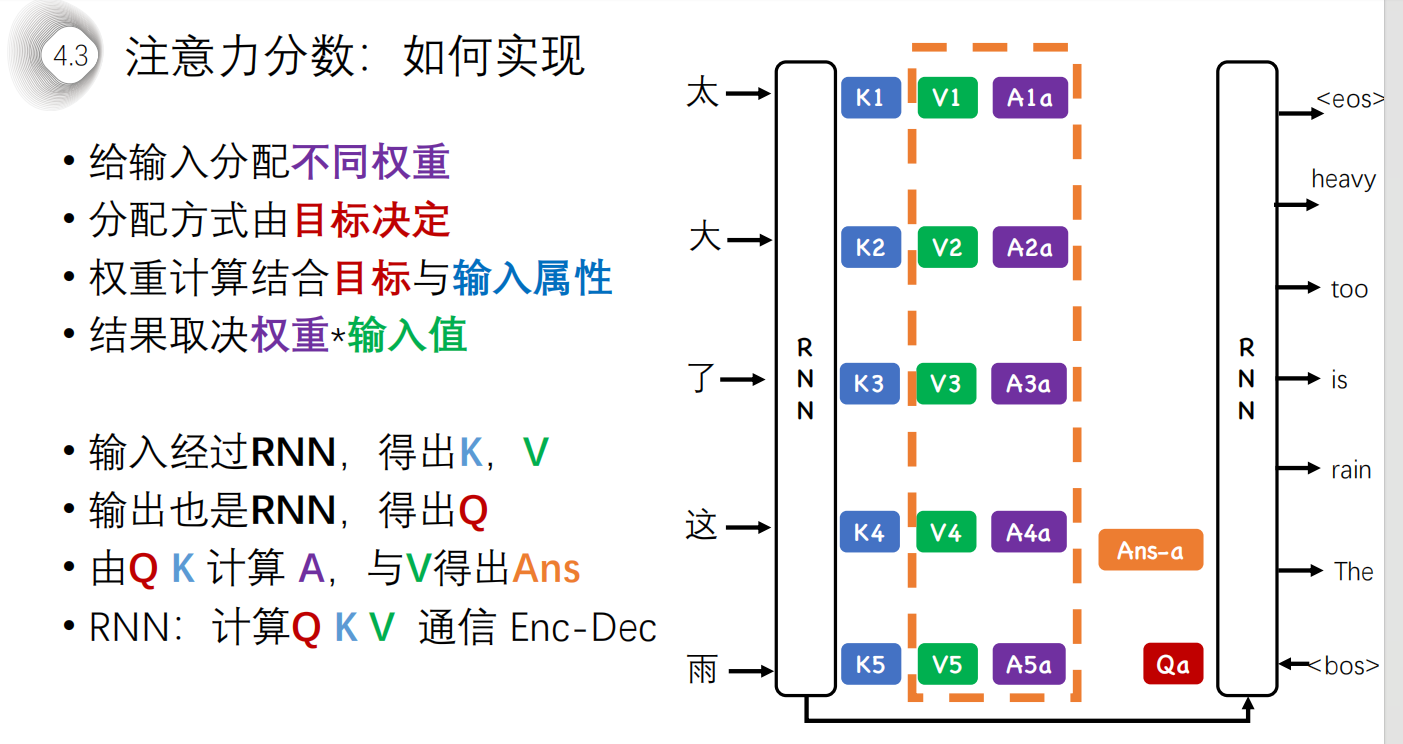 4.3 注意力分数：如何实现
• 给输入分配不同权重
• 分配方式由目标决定
• 权重计算结合目标与输入属性
• 结果取决权重*输入值
• 输入经过RNN，得出K，V
• 输出也是RNN，得出Q
• 由Q K 计算 A，与V得出Ans
• RNN：计算Q K V 通信 Enc-Dec
太
大
了
这
雨
RNN
K1 V1 A1a
K2 V2 A2a
K3 V3 A3a
K4 V4 A4a
K5 V5 A5a
Ans-a
Qa
RNN
<eos>
heavy
too
is
rain
The
<bos>